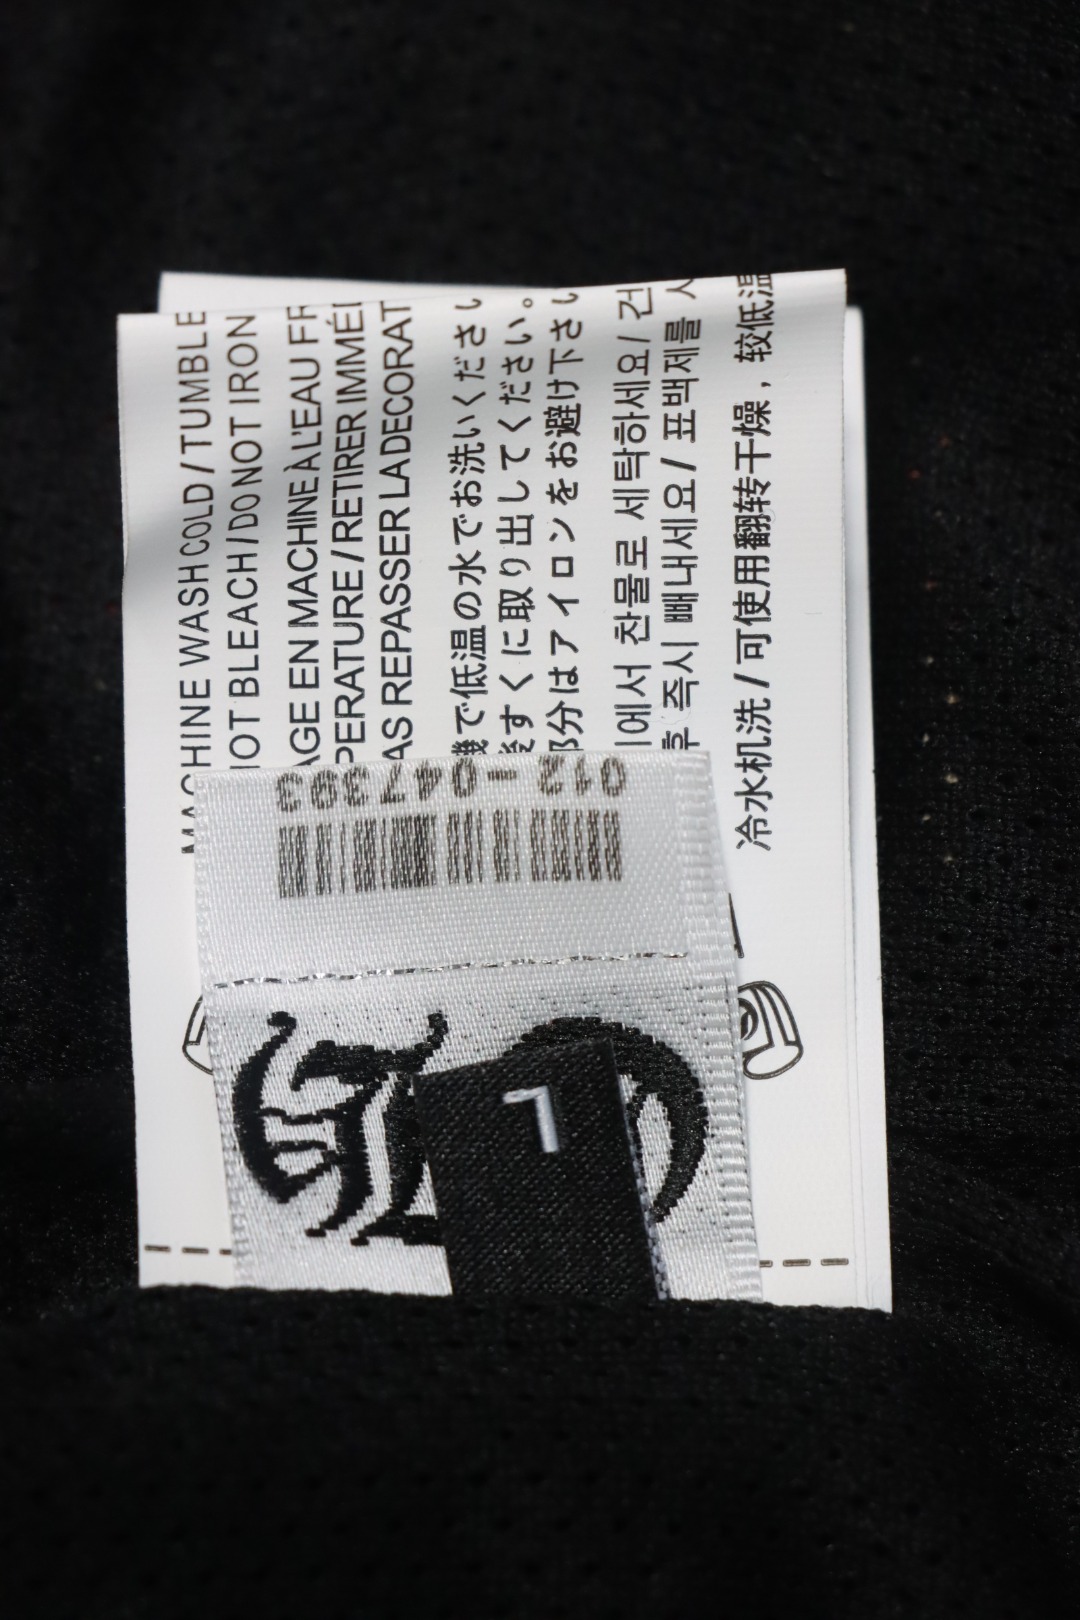 MACHINE WASH COLD / TUMBLE
NOT BLEACH / DO NOT IRON
AGE EN MACHINE À L'EAU FR
PERATURE / RETIRER IMMÉ
AS REPASSER LA DECORAT
機で低温の水でお洗いくださ
後すぐに取り出してください。
部分はアイロンをお避け下さ
에서 찬물로 세탁하세요 / 건
후 즉시 빼내세요 / 표백제를
冷水机洗 / 可使用翻转干燥，较低温
012-047393
L